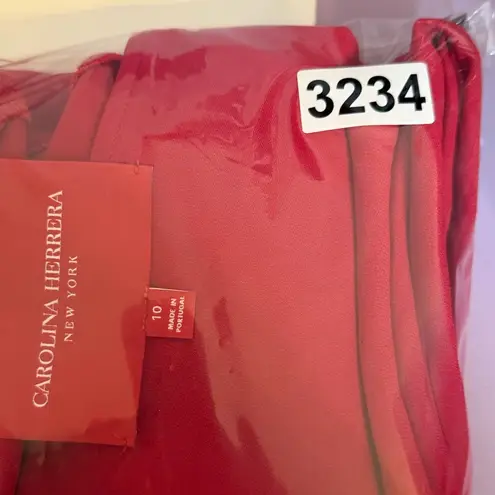 3234
CAROLINA HERRERA
NEW YORK
10
MADE IN
PORTUGAL